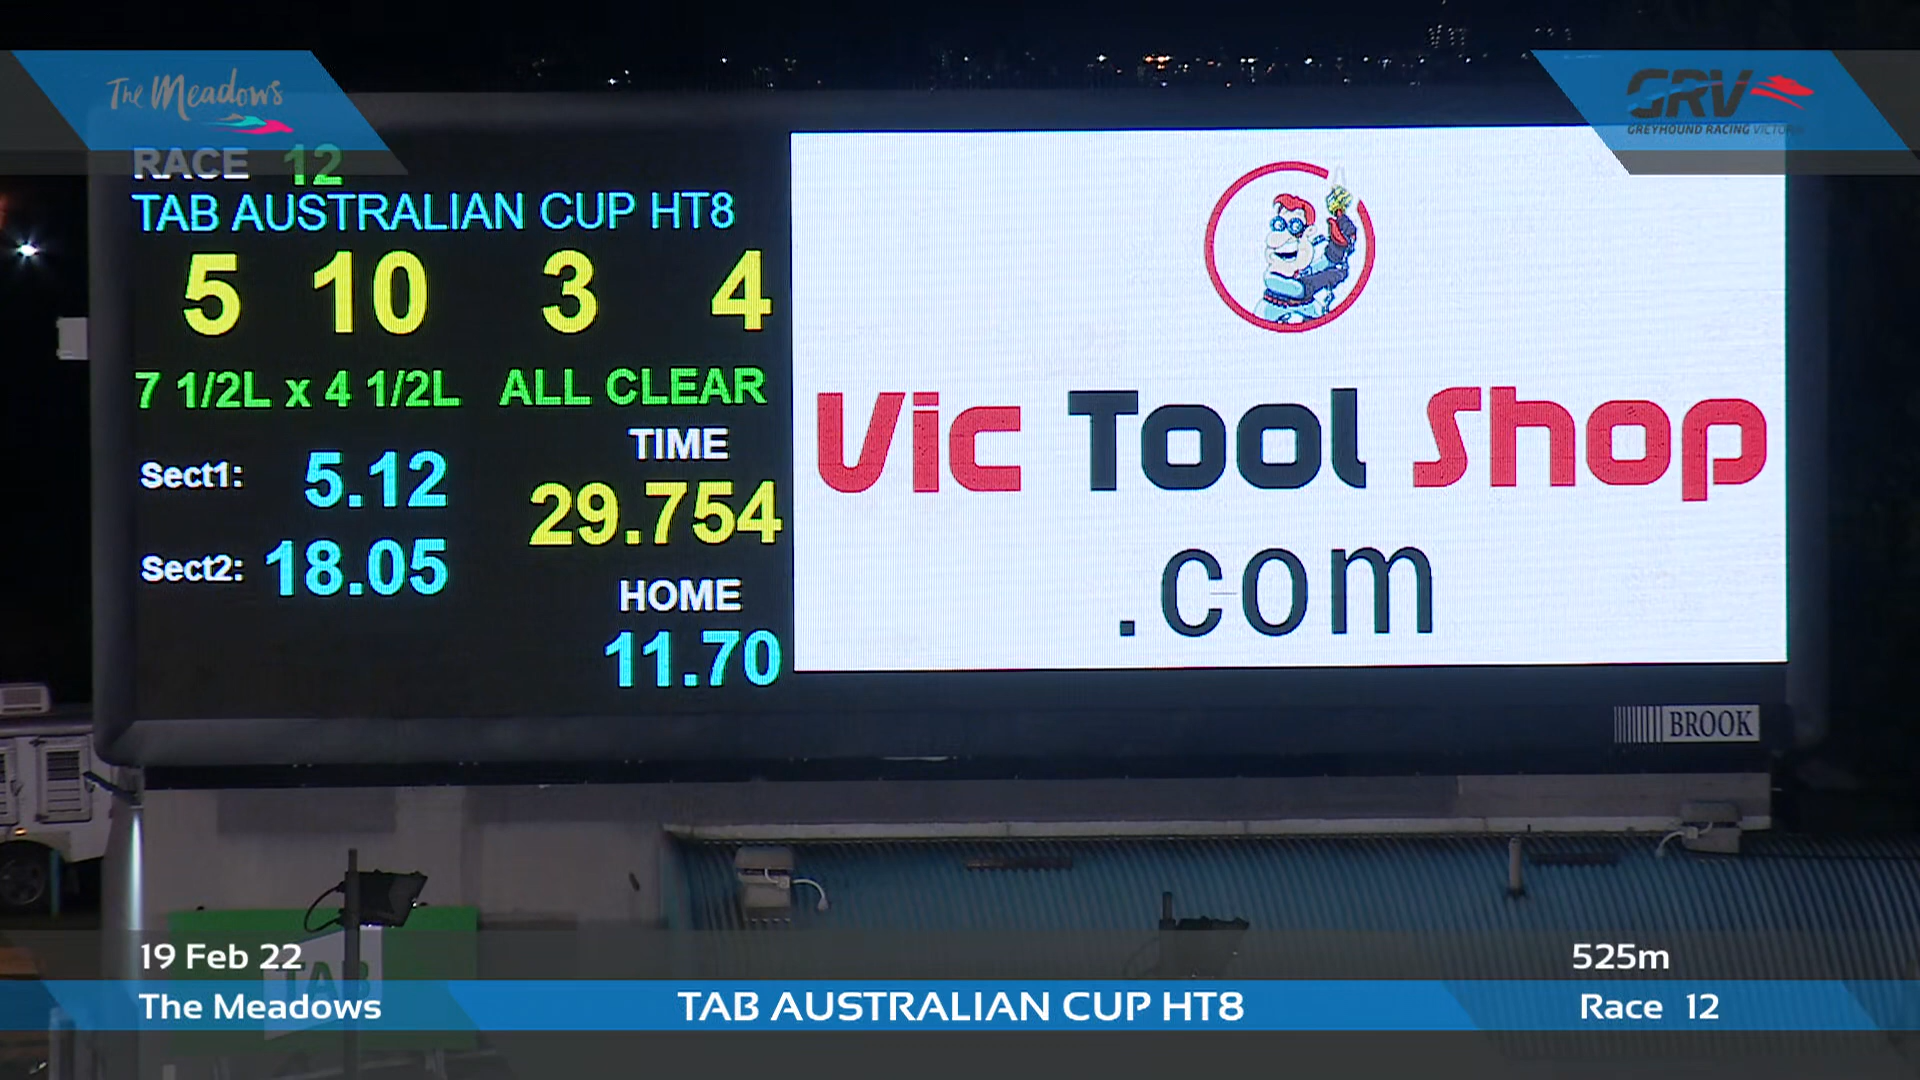 The Meadows
GRV
GREYHOUND RACING VICTORIA
RACE 12
TAB AUSTRALIAN CUP HT8
5 10 3 4
7 1/2L x 4 1/2L ALL CLEAR
TIME
Sect1: 5.12
29.754
Sect2: 18.05
HOME
11.70
Vic Tool Shop
.com
BROOK
TAB
19 Feb 22
525m
The Meadows
TAB AUSTRALIAN CUP HT8
Race 12